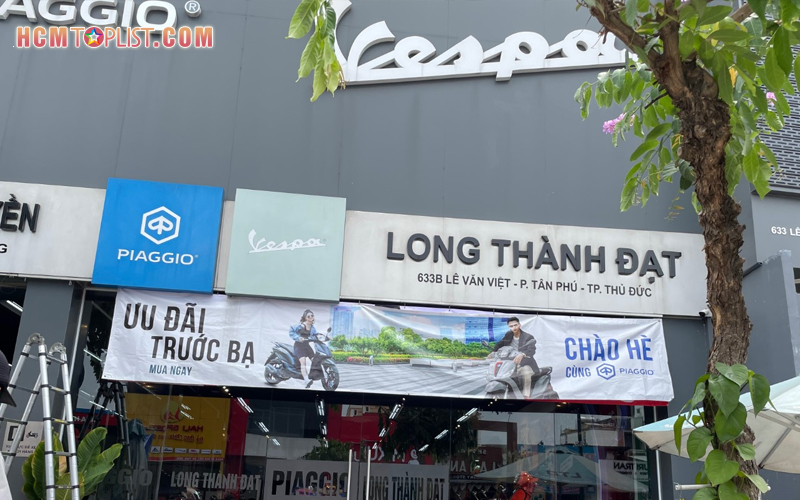 PIAGGIO®
HCMTOPLIST.COM
Vespa
ỀN
PIAGGIO®
Vespa
LONG THÀNH ĐẠT
633B LÊ VĂN VIỆT - P. TÂN PHÚ - TP. THỦ ĐỨC
633 LÊ
ƯU ĐÃI
TRƯỚC BẠ
MUA NGAY
CHÀO HÈ
CÙNG PIAGGIO
LONG THÀNH ĐẠT
PIAGGIO
LONG THÀNH ĐẠT